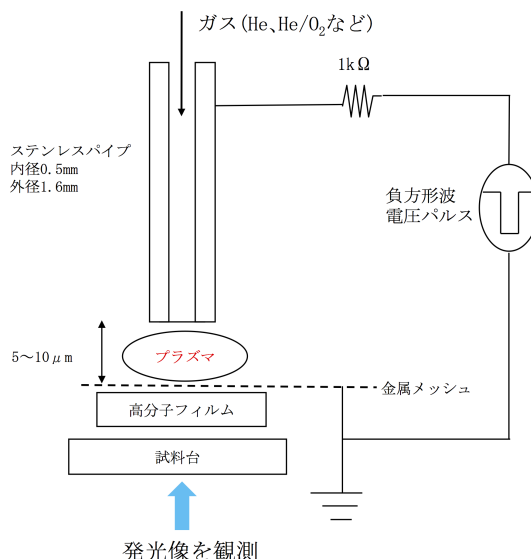 ガス(He、He/O₂など)
1kΩ
ステンレスパイプ
内径0.5mm
外径1.6mm
負方形波
電圧パルス
5～10μm
プラズマ
金属メッシュ
高分子フィルム
試料台
発光像を観測